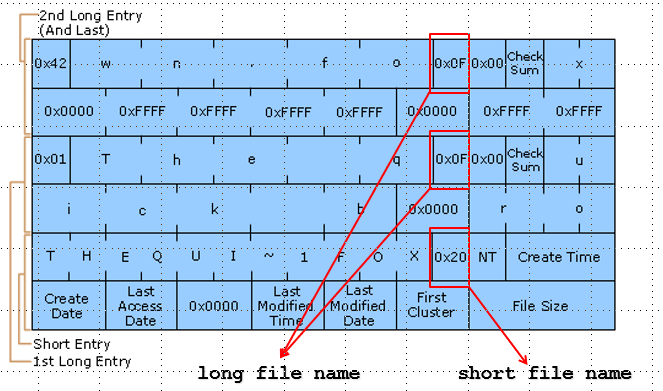 2nd Long Entry
(And Last)
0x42 w n . f o 0x0F 0x00 Check Sum x
0x0000 0xFFFF 0xFFFF 0xFFFF 0xFFFF 0x0000 0xFFFF 0xFFFF
0x01 T h e q 0x0F 0x00 Check Sum u
i c k b 0x0000 r o
T H E Q U I ~ 1 F O X 0x20 NT Create Time
Create Date Last Access Date 0x0000 Last Modified Time Last Modified Date First Cluster File Size
Short Entry
1st Long Entry
long file name short file name